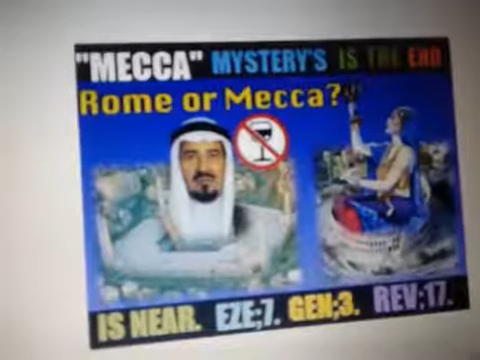 "MECCA" MYSTERY'S IS THE END
Rome or Mecca?
IS NEAR. EZE;7. GEN;3. REV;17.